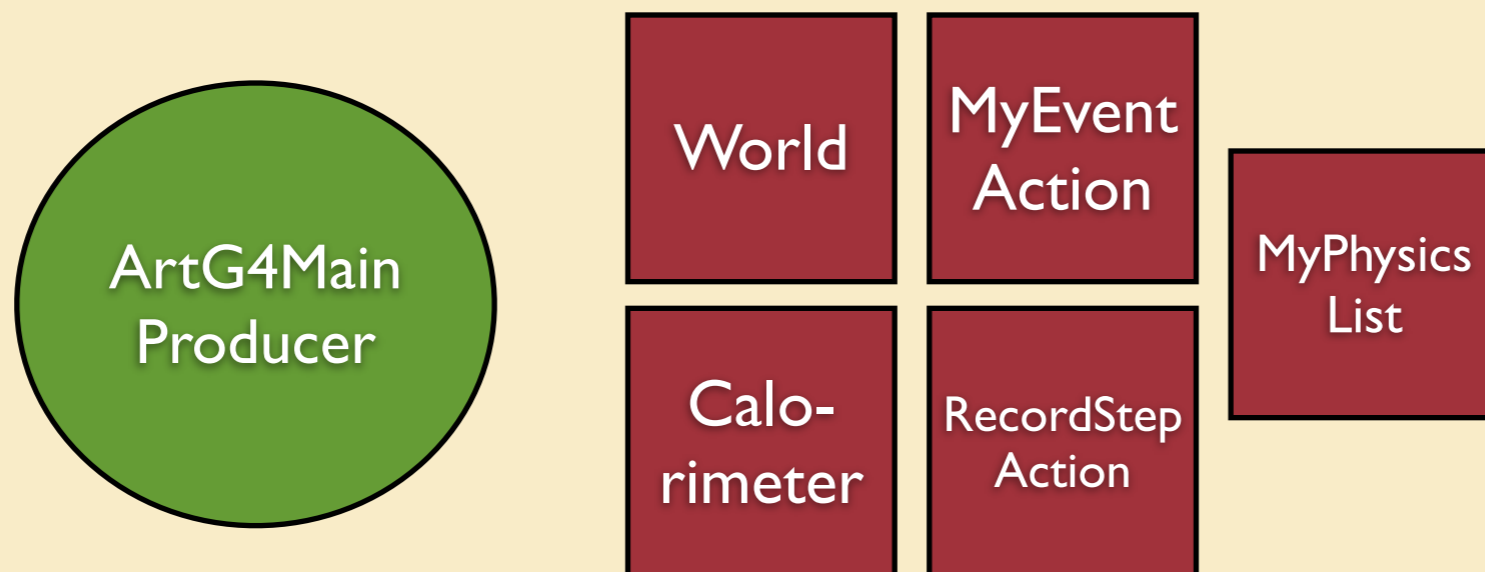 ArtG4Main
Producer
World
MyEvent
Action
Calo-
rimeter
RecordStep
Action
MyPhysics
List